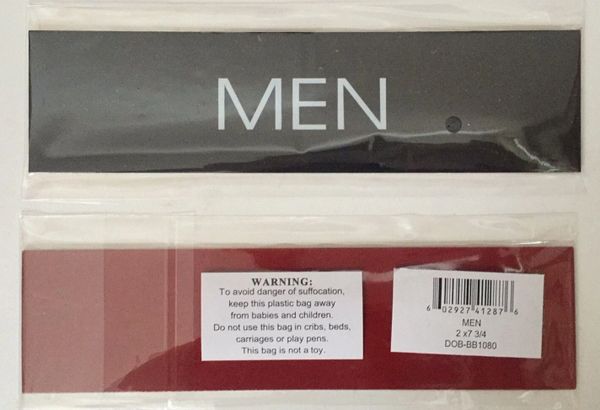 MEN
WARNING:
To avoid danger of suffocation,
keep this plastic bag away
from babies and children.
Do not use this bag in cribs, beds,
carriages or play pens.
This bag is not a toy.
6 02927 41287 6
MEN
2 x7 3/4
DOB-BB1080